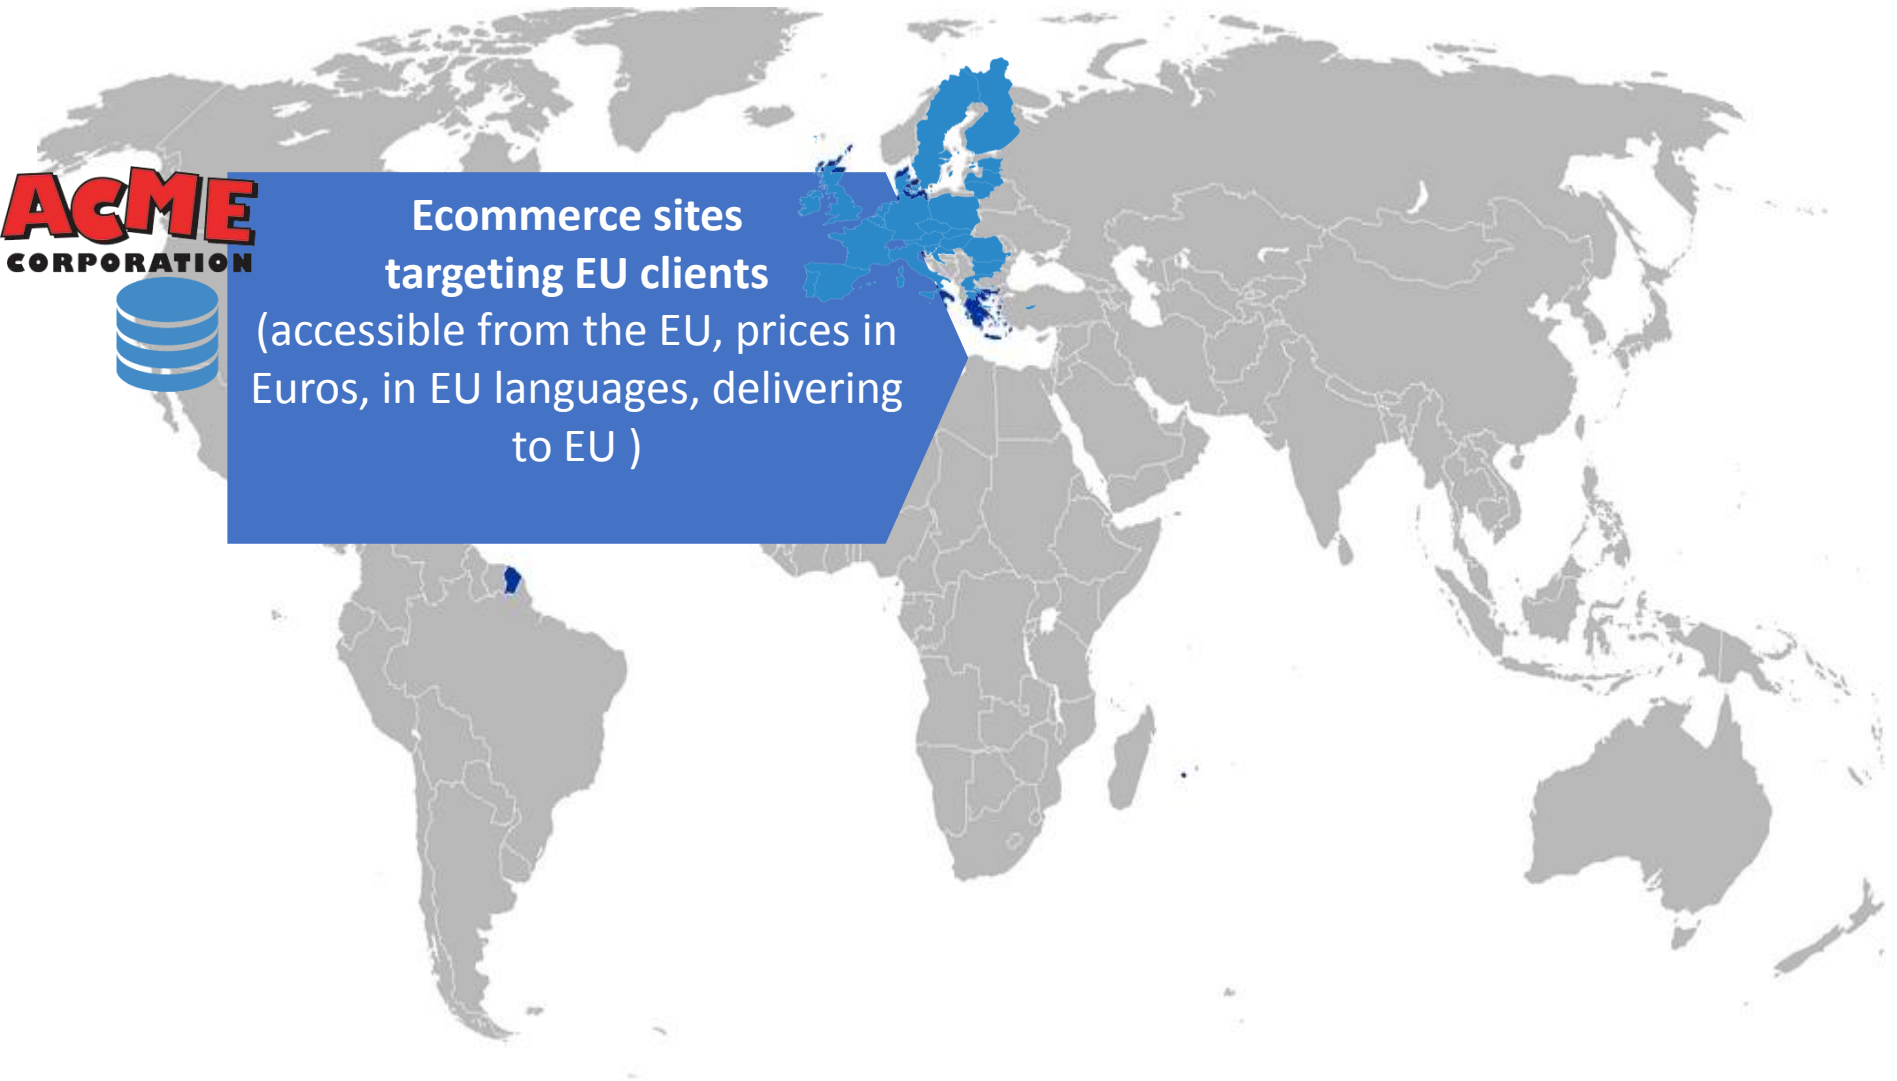 ACME
CORPORATION
Ecommerce sites
targeting EU clients
(accessible from the EU, prices in
Euros, in EU languages, delivering
to EU )